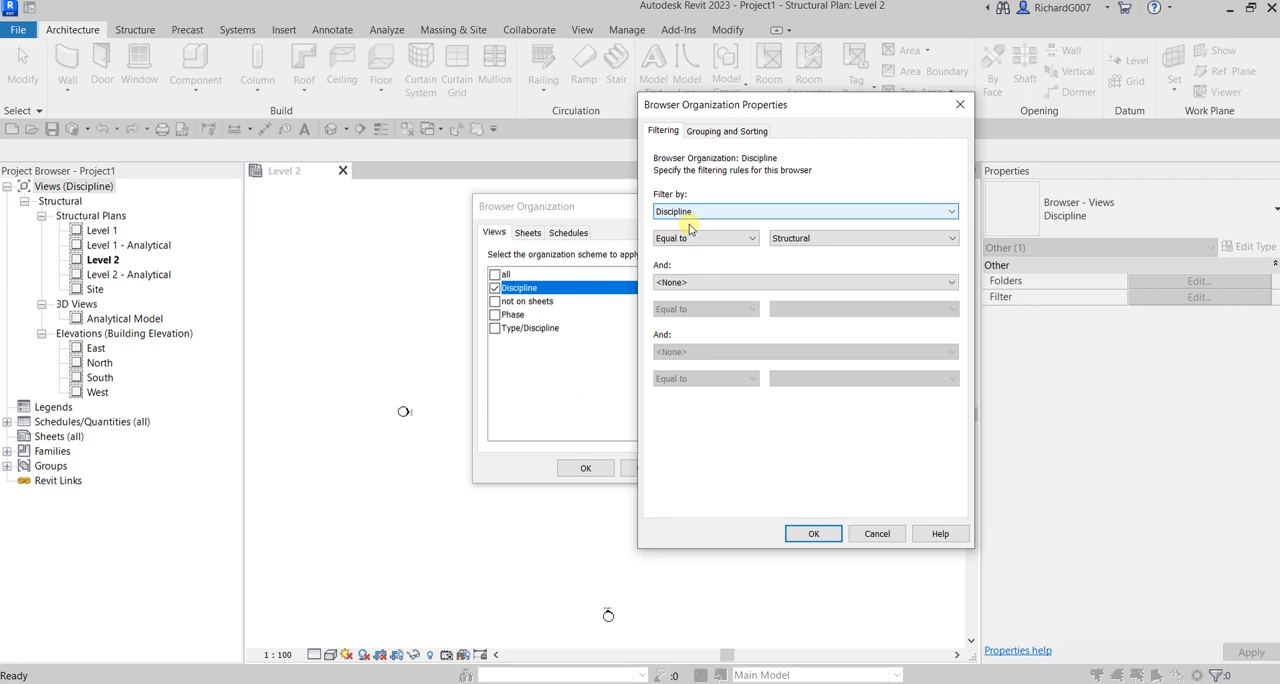 Autodesk Revit 2023 - Project1 - Structural Plan: Level 2
RichardG007
File Architecture Structure Precast Systems Insert Annotate Analyze Massing & Site Collaborate View Manage Add-Ins Modify
Modify Wall Door Window Component Column Roof Ceiling Floor Curtain System Curtain Grid Mullion Railing Ramp Stair Model Model Model Room Room Tag Area Area Boundary By Face Shaft Wall Vertical Dormer Level Grid Set Show Ref Plane Viewer
Select Build Circulation Opening Datum Work Plane
Project Browser - Project1
Views (Discipline)
Structural
Structural Plans
Level 1
Level 1 - Analytical
Level 2
Level 2 - Analytical
Site
3D Views
Analytical Model
Elevations (Building Elevation)
East
North
South
West
Legends
Schedules/Quantities (all)
Sheets (all)
Families
Groups
Revit Links
Level 2
Browser Organization
Views Sheets Schedules
Select the organization scheme to apply
all
Discipline
not on sheets
Phase
Type/Discipline
OK
Browser Organization Properties
Filtering Grouping and Sorting
Browser Organization: Discipline
Specify the filtering rules for this browser
Filter by:
Discipline
Equal to Structural
And:
<None>
Equal to
And:
<None>
Equal to
OK Cancel Help
Properties
Browser - Views
Discipline
Other (1) Edit Type
Other
Folders Edit...
Filter Edit...
Properties help Apply
1 : 100
Ready :0 Main Model :0